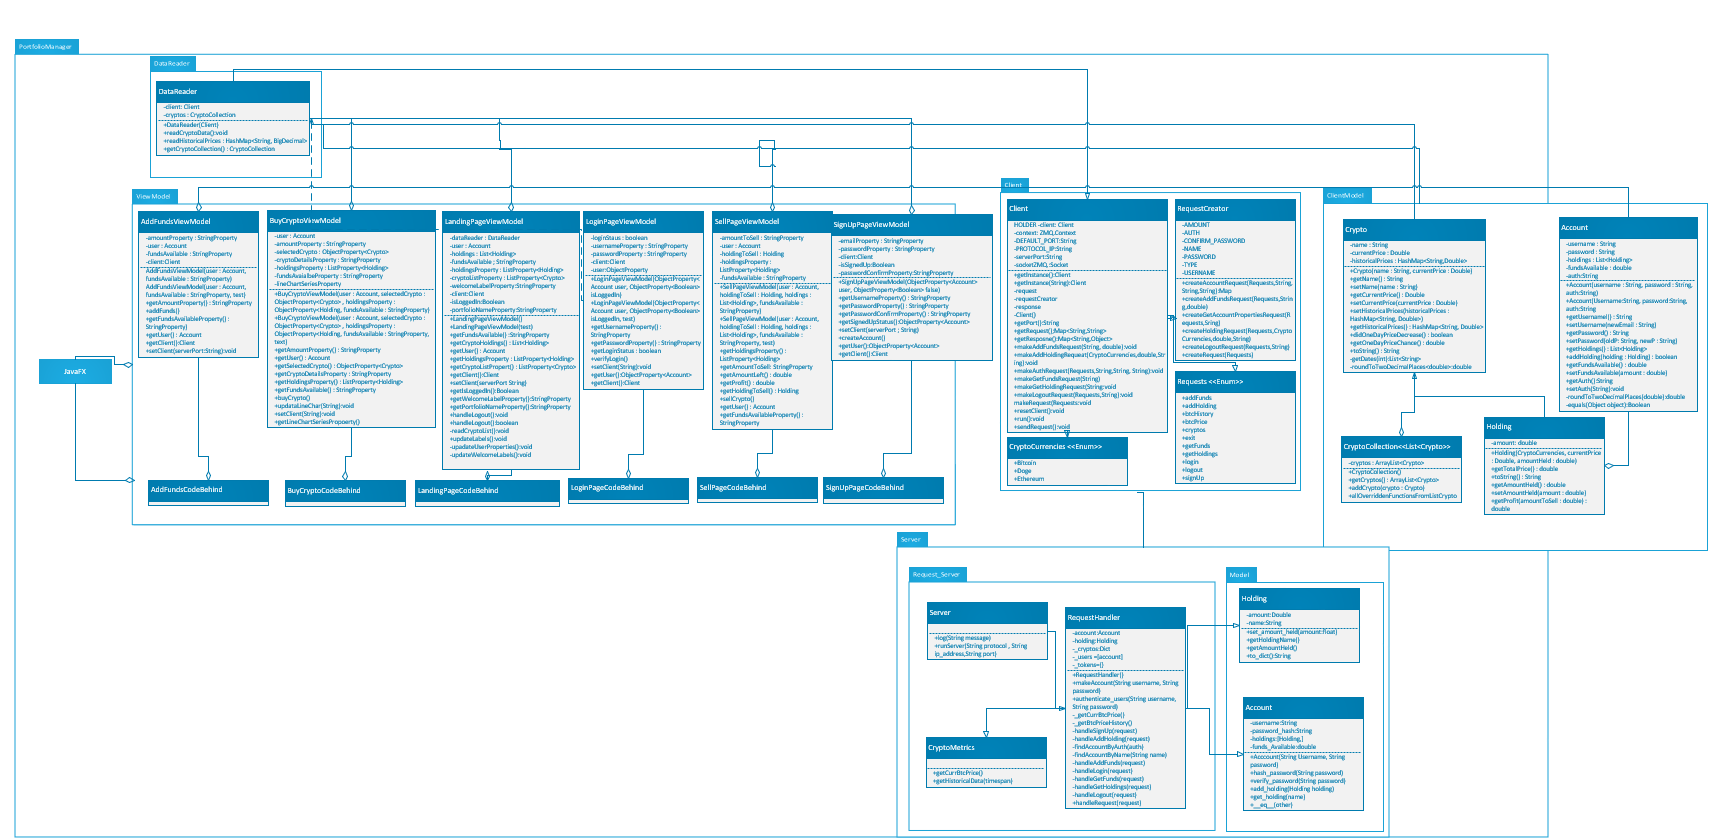 PortfolioManager
DataReader
DataReader
-client: Client
-cryptos : CryptoCollection
+DataReader(Client)
+readCryptoData():void
+readHistoricalPrices : HashMap<String, BigDecimal>
+getCryptoCollection() : CryptoCollection
ViewModel
AddFundsViewModel
-amountProperty : StringProperty
-user : Account
-fundsAvailable : StringProperty
-client:Client
AddFundsViewModel(user : Account,
fundsAvailable : StringProperty)
AddFundsViewModel(user : Account,
fundsAvailable : StringProperty, test)
+getAmountProperty() : StringProperty
+addFunds()
+getFundsAvailableProperty() :
StringProperty)
+getUser() : Account
+getClient():Client
+setClient(serverPort:String):void
BuyCryptoViewModel
-user : Account
-amountProperty : StringProperty
-selectedCrypto : ObjectProperty<Crypto>
-cryptoDetailsProperty : StringProperty
-holdingsProperty : ListProperty<Holding>
-fundsAvaialbeProperty : StringProperty
-lineChartSeriesProperty
+BuyCryptoViewModel(user : Account, selectedCrypto :
ObjectProperty<Crypto> , holdingsProperty :
ObjectProperty<Holding, fundsAvailable : StringProperty)
+BuyCryptoViewModel(user : Account, selectedCrypto :
ObjectProperty<Crypto> , holdingsProperty :
ObjectProperty<Holding, fundsAvailable : StringProperty,
text)
+getAmountProperty() : StringProperty
+getUser() : Account
+getSelectedCrypto() : ObjectProperty<Crypto>
+getCryptoDetailsProperty : StringProperty
+getHoldingsProperty() : ListProperty<Holding>
+getFundsAvailable() : StringProperty
+buyCrypto()
+updataLineChar(String):void
+setClient(String):void
+getLineChartSeriesPropoerty()
LandingPageViewModel
-dataReader : DataReader
-user : Account
-holdings : List<Holding>
-fundsAvailable ; StringProperty
-holdingsProperty : ListProperty<Holding>
-cryptoListProperty : ListProperty<Crypto>
-welcomeLabelProperty:StringProperty
-client:Client
-isLoggedIn:Boolean
-portfolioNameProperty:StringProperty
+LandingPageViewModel()
+LandingPageViewModel(test)
+getFundsAvailable() :StringProperty
+getCryptoHoldings() : List<Holding>
+getUser() : Account
+getHoldingsProperty : ListProperty<Holding>
+getCryptoListProperty() : ListProperty<Crypto>
+getClient():Client
+setClient(serverPort String)
+getIsLoggedIn():Boolean
+getWelcomeLabelProperty():StringProperty
+getPortfolioNameProperty():StringProperty
+handleLogout():void
+handleLogout():boolean
-readCryptoList():void
+updateLabels():void
-upadateUserProperties():void
-updateWelcomeLabels():void
LoginPageViewModel
-loginStaus : boolean
-usernameProperty : StringProperty
-passwordProperty : StringProperty
-client:Client
-user:ObjectProperty
+LoginPageViewModel(ObjectProperty<
Account user, ObjectProperty<Boolean>
isLoggedIn)
+LoginPageViewModel(ObjectProperty<
Account user, ObjectProperty<Boolean>
isLoggedIn, test)
+getUsernameProperty() :
StringProperty
+getPasswordProperty() : StringProperty
+getLoginStatus : boolean
+verifyLogin()
+setClient(String):void
+getUser():ObjectProperty<Account>
+getClient():Client
SellPageViewModel
-amountToSell : StringProperty
-user : Account
-holdingToSell : Holding
-holdingsProperty :
ListProperty<Holding>
-fundsAvailable : StringProperty
+SellPageViewModel(user : Account,
holdingToSell : Holding, holdings :
List<Holding>, fundsAvailable :
StringProperty)
+SellPageViewModel(user : Account,
holdingToSell : Holding, holdings :
List<Holding>, fundsAvailable :
StringProperty, test)
+getHoldingsProperty() :
ListProperty<Holding>
+getAmountToSell: StringProperty
+getAmountLeft() : double
+getProfit() : double
+getHoldingToSell() : Holding
+sellCrypto()
+getUser() : Account
+getFundsAvailableProperty() :
StringProperty
SignUpPageViewModel
-emailProperty : StringProperty
-passwordProperty : StringProperty
-client:Client
-isSignedUp:Boolean
-passwordConfirmProperty:StringProperty
+SignUpPageViewModel(ObjectProperty<Account>
user, ObjectProperty<Boolean> false)
+getUsernameProperty() : StringProperty
+getPasswordProperty() : StringProperty
+getPasswordConfirmProperty() : StringProperty
+getSignedUpStatus():ObjectProperty<Account>
+setClient(serverPort ; String)
+createAccount()
+getUser():ObjectProperty<Account>
+getClient():Client
JavaFX
AddFundsCodeBehind
BuyCryptoCodeBehind
LandingPageCodeBehind
LoginPageCodeBehind
SellPageCodeBehind
SignUpPageCodeBehind
Client
Client
HOLDER -client: Client
-context: ZMQ,Context
-DEFAULT_PORT:String
-PROTOCOL_IP:String
-serverPort:String
-socketZMQ,:Socket
+getInstance():Client
+getInstance(String):Client
-request
-requestCreator
-response
-Client()
+getPort():String
+getRequest():Map<String,String>
+getResposne():Map<String,Object>
+makeAddFundsRequest(String, double):void
+makeAddHoldingRequeat(CryptoCurrencies,double,Str
ing):void
+makeAuthRequest(Requests,String, String, String):void
+makeGetFundsRequest(String)
+makeGetHoldingRequest(String:void
+makeLogoutRequest(Requests,String):void
makeRequest(Requests:void
+resetClient():void
+run():void
+sendRequest():void
RequestCreator
-AMOUNT
-AUTH
-CONFIRM_PASSWORD
-NAME
-PASSWORD
-TYPE
-USERNAME
+createAccountRequest(Requests,String,
String,String):Map
+createAddFundsRequest(Requests,Strin
g,double)
+createGetAccountPropertiesRequest(R
equests,Sring)
+createHoldingRequest(Requests,Crypto
Currencies,double,String)
+createLogoutRequest(Requests,String)
+createRequest(Requests)
Requests <<Enum>>
+addFunds
+addHolding
+btcHistory
+btcPrice
+cryptos
+exit
+getFunds
+getHoldings
+login
+logout
+signUp
CryptoCurrencies <<Enum>>
+Bitcoin
+Doge
+Ethereum
ClientModel
Crypto
-name : String
-currentPrice : Double
-historicalPrices : HashMap<String,Double>
+Crypto(name : String, currentPrice : Double)
+getName() : String
+setName(name : String)
+getCurrentPrice() : Double
+setCurrentPrice(currentPrice : Double)
+setHistoricalPrices(historicalPrices :
HashMap<String, Double>)
+getHistoricalPrices() : HashMap<String, Double>
+didOneDayPriceDecrease() : boolean
+getOneDayPriceChance() : double
+toString() : String
-getDates(int):List<String>
-roundToTwoDecimalPlaces<double>:double
Account
-username : String
-password : String
-holdings : List<Holding>
-fundsAvailable : double
-auth:String
+Account(username : String, password : String,
auth:String)
+Account(Username:String, password:String,
auth:String)
+getUsername() : String
+setUsername(newEmail : String)
+getPassword() : String
+setPassword(oldP: String, newP : String)
+getHoldings() : List<Holding>
+addHolding(holding : Holding) : boolean
+getFundsAvailable() : double
+setFundsAvailable(amount : double)
+getAuth():String
+setAuth(String):void
-roundToTwoDecimalPlaces(double):double
-equals(Object object):Boolean
CryptoCollection<<List<Crypto>>
-cryptos : ArrayList<Crypto>
+CryptoCollection()
+getCryptos() : ArrayList<Crypto>
+addCrypto(crypto : Crypto)
+allOverriddenFunctionFromListCrypto
Holding
-amount: double
+Holding(CryptoCurrencies, currentPrice
: Double, amountHeld : double)
+getTotalPrice() : double
+toString() : String
+getAmountHeld() : double
+setAmountHeld(amount : double)
+getProfit(amountToSell : double) :
double
Server
Request_Server
Server
+log(String message)
+runServer(String protocol , String
ip_address,String port)
RequestHandler
-account:Account
-holding:Holding
-_cryptos:Dict
-_users =[account]
-_tokens={}
+RequestHandler()
+makeAccount(String username, String
password)
+authenticate_users(String username,
String password)
-_getCurrBtcPrice()
-_getBtcPriceHistory()
-handleSignUp(request)
-handleAddHolding(request)
-findAccountByAuth(auth)
-findAccountByName(String name)
-handleAddFunds(request)
-handleLogin(request)
-handleGetFunds(request)
-handleGetHoldings(request)
-handleLogout(request)
+handleRequest(request)
CryptoMetrics
+getCurrBtcPrice()
+getHistoricalData(timespan)
Model
Holding
-amount:Double
-name:String
+set_amount_held(amount:float)
+getHoldingName()
+getAmountHeld()
+to_dict():String
Account
-username:String
-password_hash:String
-holdings:[Holding,]
-funds_Available:double
+Acccount(String Username, String
password)
+hash_password(String password)
+verify_password(String password)
+add_holding(Holding holding)
+get_holding(name)
+__eq__(other)